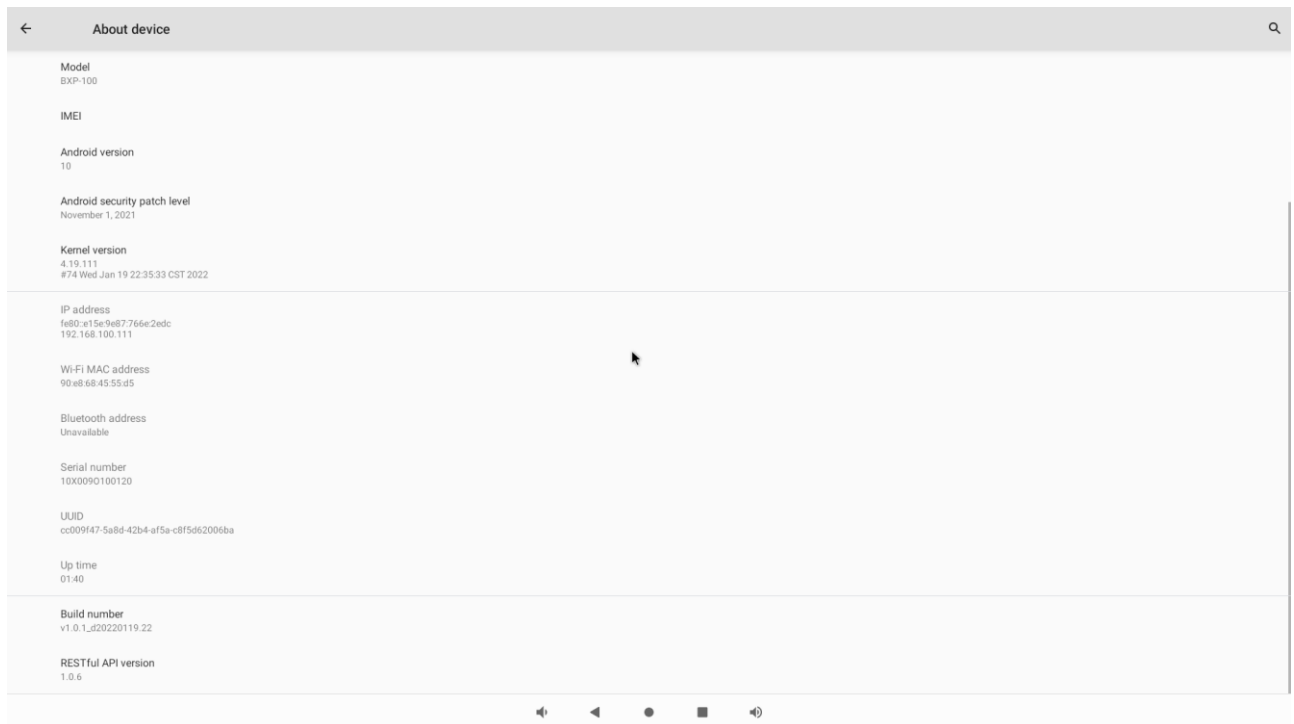 About device
Model
BXP-100
IMEI
Android version
10
Android security patch level
November 1, 2021
Kernel version
4.19.111
#74 Wed Jan 19 22:35:33 CST 2022
IP address
fe80::e15e:9e87:766e:2edc
192.168.100.111
Wi-Fi MAC address
90:e8:68:45:55:d5
Bluetooth address
Unavailable
Serial number
10X009O100120
UUID
cc009f47-5a8d-42b4-af5a-c8f5d62006ba
Up time
01:40
Build number
v1.0.1_d20220119.22
RESTful API version
1.0.6